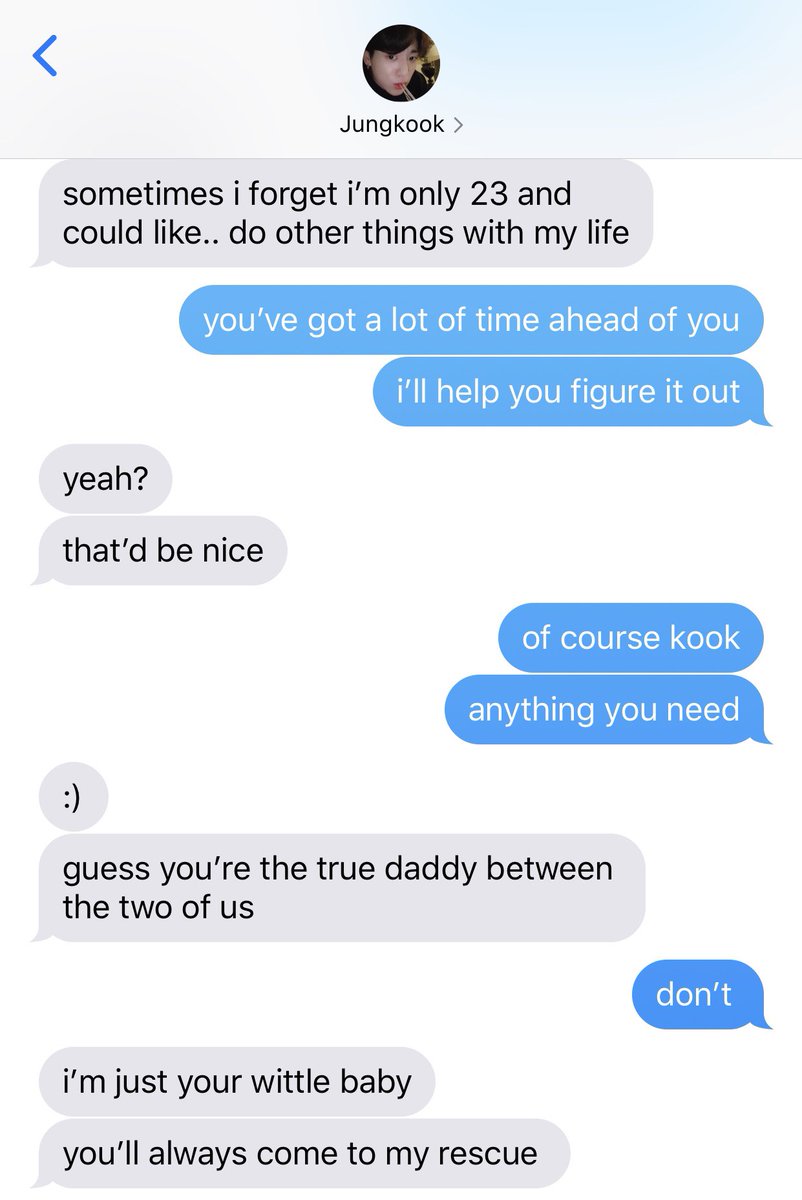 Jungkook
sometimes i forget i’m only 23 and
could like.. do other things with my life
you’ve got a lot of time ahead of you
i’ll help you figure it out
yeah?
that’d be nice
of course kook
anything you need
:)
guess you’re the true daddy between
the two of us
don’t
i’m just your wittle baby
you’ll always come to my rescue